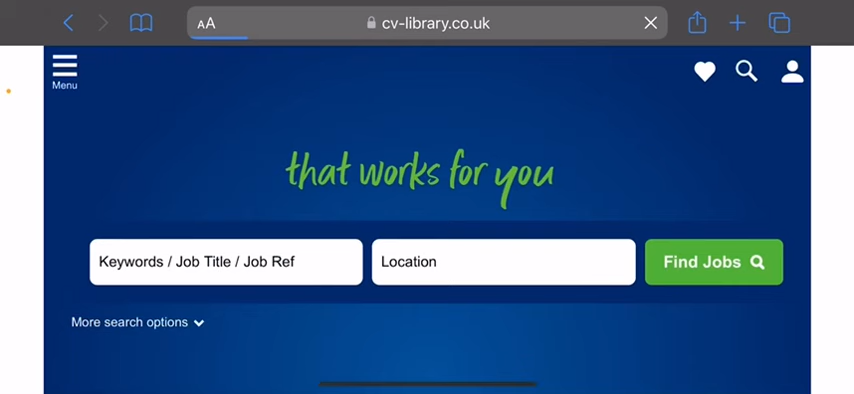 AA
cv-library.co.uk
Menu
that works for you
Keywords / Job Title / Job Ref
Location
Find Jobs
More search options